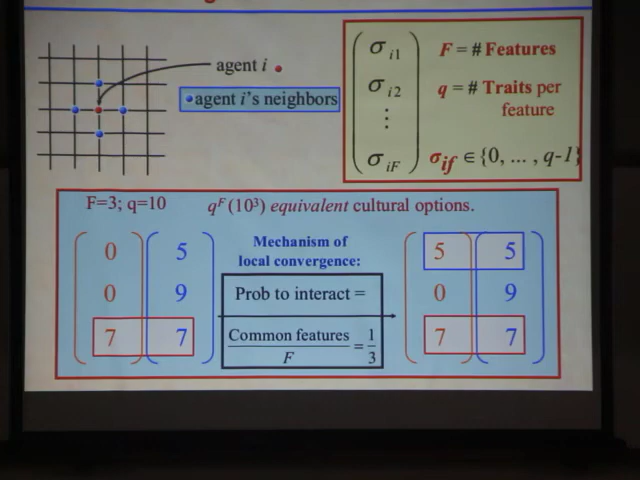 agent i
agent i's neighbors
σ i1
σ i2
⋮
σ iF
F = # Features
q = # Traits per
feature
σif ∈ {0, ... , q-1}
F=3; q=10
q^F (10³) equivalent cultural options.
Mechanism of
local convergence:
0 5
0 9
7 7
Prob to interact =
Common features
F
= 1/3
5 5
0 9
7 7